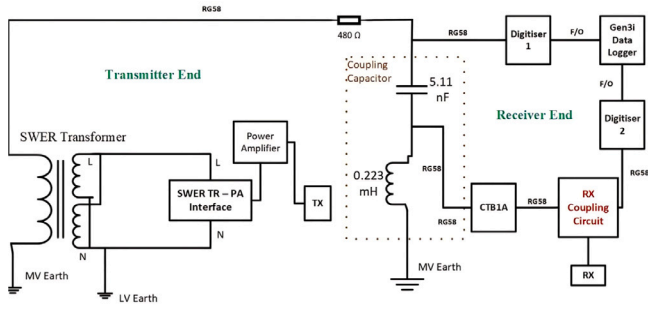 RG58
480 Ω
RG58
Digitiser
1
F/O
Gen3i
Data
Logger
Transmitter End
Coupling
Capacitor
5.11
nF
F/O
Receiver End
Digitiser
2
SWER Transformer
Power
Amplifier
L
L
SWER TR – PA
Interface
TX
N
N
0.223
mH
RG58
RG58
CTB1A
RG58
RX
Coupling
Circuit
RG58
RX
MV Earth
LV Earth
MV Earth